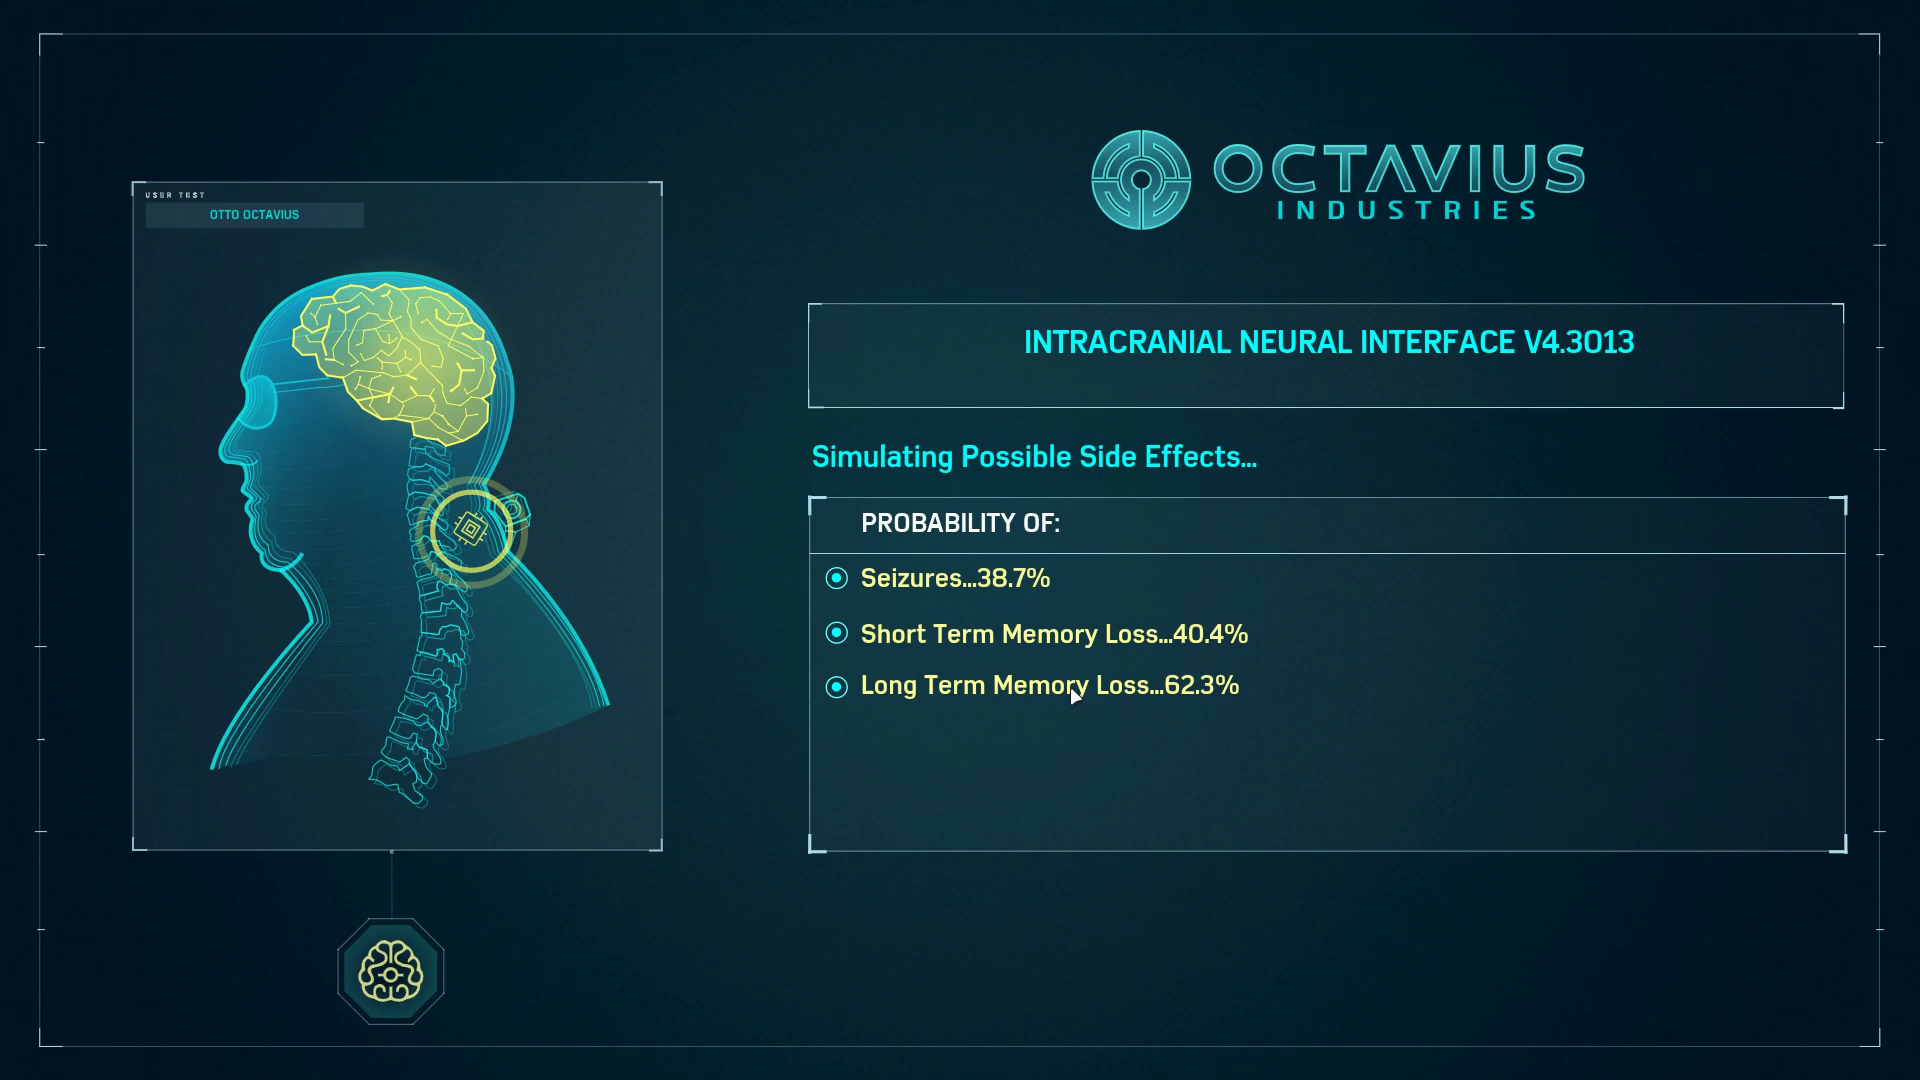 USER TEST
OTTO OCTAVIUS
OCTAVIUS
INDUSTRIES
INTRACRANIAL NEURAL INTERFACE V4.3013
Simulating Possible Side Effects...
PROBABILITY OF:
Seizures...38.7%
Short Term Memory Loss...40.4%
Long Term Memory Loss...62.3%